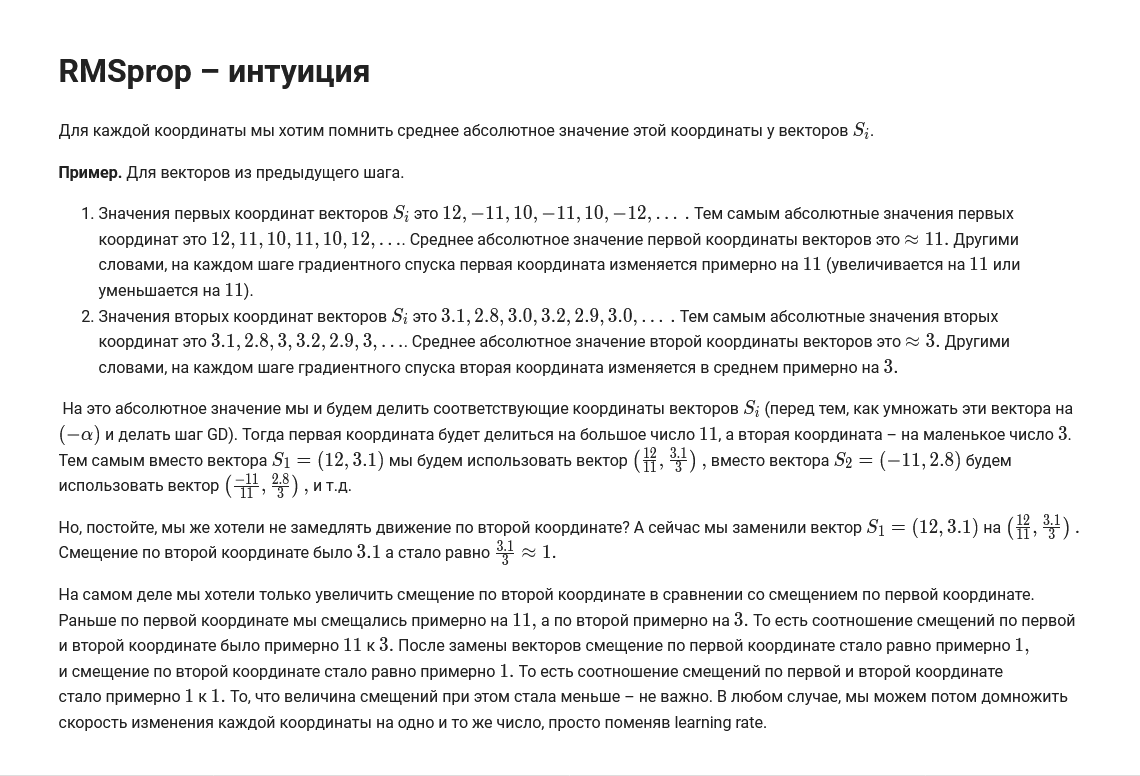 RMSprop – интуиция
Для каждой координаты мы хотим помнить среднее абсолютное значение этой координаты у векторов $S_i$.
Пример. Для векторов из предыдущего шага.
1. Значения первых координат векторов $S_i$ это $12, -11, 10, -11, 10, -12, \ldots$ . Тем самым абсолютные значения первых
координат это $12, 11, 10, 11, 10, 12, \ldots$. Среднее абсолютное значение первой координаты векторов это $\approx 11.$ Другими
словами, на каждом шаге градиентного спуска первая координата изменяется примерно на $11$ (увеличивается на $11$ или
уменьшается на $11$).
2. Значения вторых координат векторов $S_i$ это $3.1, 2.8, 3.0, 3.2, 2.9, 3.0, \ldots$ . Тем самым абсолютные значения вторых
координат это $3.1, 2.8, 3, 3.2, 2.9, 3, \ldots$. Среднее абсолютное значение второй координаты векторов это $\approx 3.$ Другими
словами, на каждом шаге градиентного спуска вторая координата изменяется в среднем примерно на $3.$
На это абсолютное значение мы и будем делить соответствующие координаты векторов $S_i$ (перед тем, как умножать эти вектора на
$(-\alpha)$ и делать шаг GD). Тогда первая координата будет делиться на большое число $11$, а вторая координата – на маленькое число $3.$
Тем самым вместо вектора $S_1 = (12, 3.1)$ мы будем использовать вектор $\left(\frac{12}{11}, \frac{3.1}{3}\right)$ , вместо вектора $S_2 = (-11, 2.8)$ будем
использовать вектор $\left(\frac{-11}{11}, \frac{2.8}{3}\right)$ , и т.д.
Но, постойте, мы же хотели не замедлять движение по второй координате? А сейчас мы заменили вектор $S_1 = (12, 3.1)$ на $\left(\frac{12}{11}, \frac{3.1}{3}\right)$ .
Смещение по второй координате было $3.1$ а стало равно $\frac{3.1}{3} \approx 1.$
На самом деле мы хотели только увеличить смещение по второй координате в сравнении со смещением по первой координате.
Раньше по первой координате мы смещались примерно на $11$, а по второй примерно на $3.$ То есть соотношение смещений по первой
и второй координате было примерно $11$ к $3.$ После замены векторов смещение по первой координате стало равно примерно $1,$
и смещение по второй координате стало равно примерно $1.$ То есть соотношение смещений по первой и второй координате
стало примерно $1$ к $1.$ То, что величина смещений при этом стала меньше – не важно. В любом случае, мы можем потом домножить
скорость изменения каждой координаты на одно и то же число, просто поменяв learning rate.